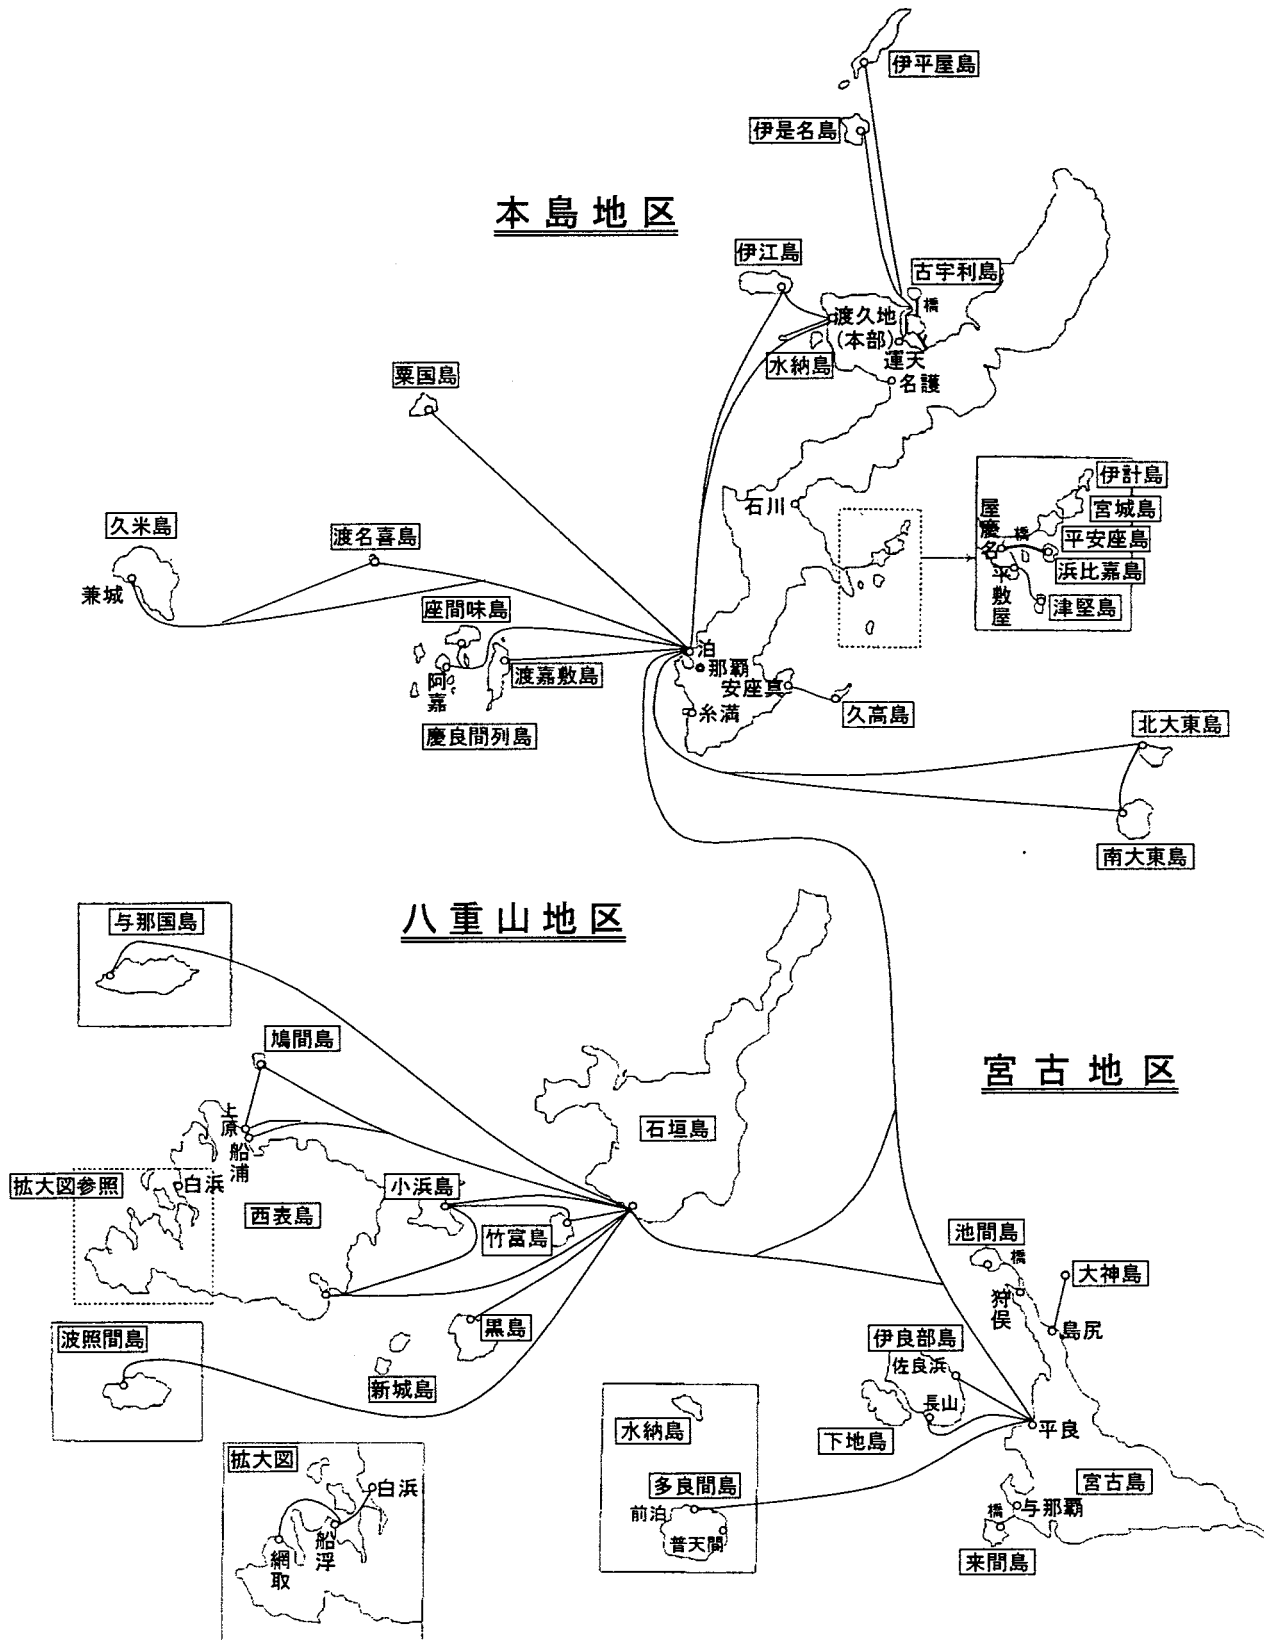 伊平屋島
伊是名島
本島地区
伊江島
古宇利島
橋
渡久地
(本部)
水納島
運天
名護
粟国島
伊計島
石川
宮城島
屋慶名
橋
平安座島
浜比嘉島
平敷屋
津堅島
久米島
渡名喜島
兼城
座間味島
泊
那覇
渡嘉敷島
阿嘉
安座真
久高島
糸満
慶良間列島
北大東島
南大東島
八重山地区
与那国島
鳩間島
宮古地区
上原
船浦
石垣島
拡大図参照
白浜
小浜島
西表島
竹富島
池間島
橋
大神島
狩俣
島尻
黒島
波照間島
伊良部島
佐良浜
新城島
長山
水納島
下地島
平良
拡大図
白浜
多良間島
宮古島
前泊
与那覇
橋
普天間
船浮
網取
来間島